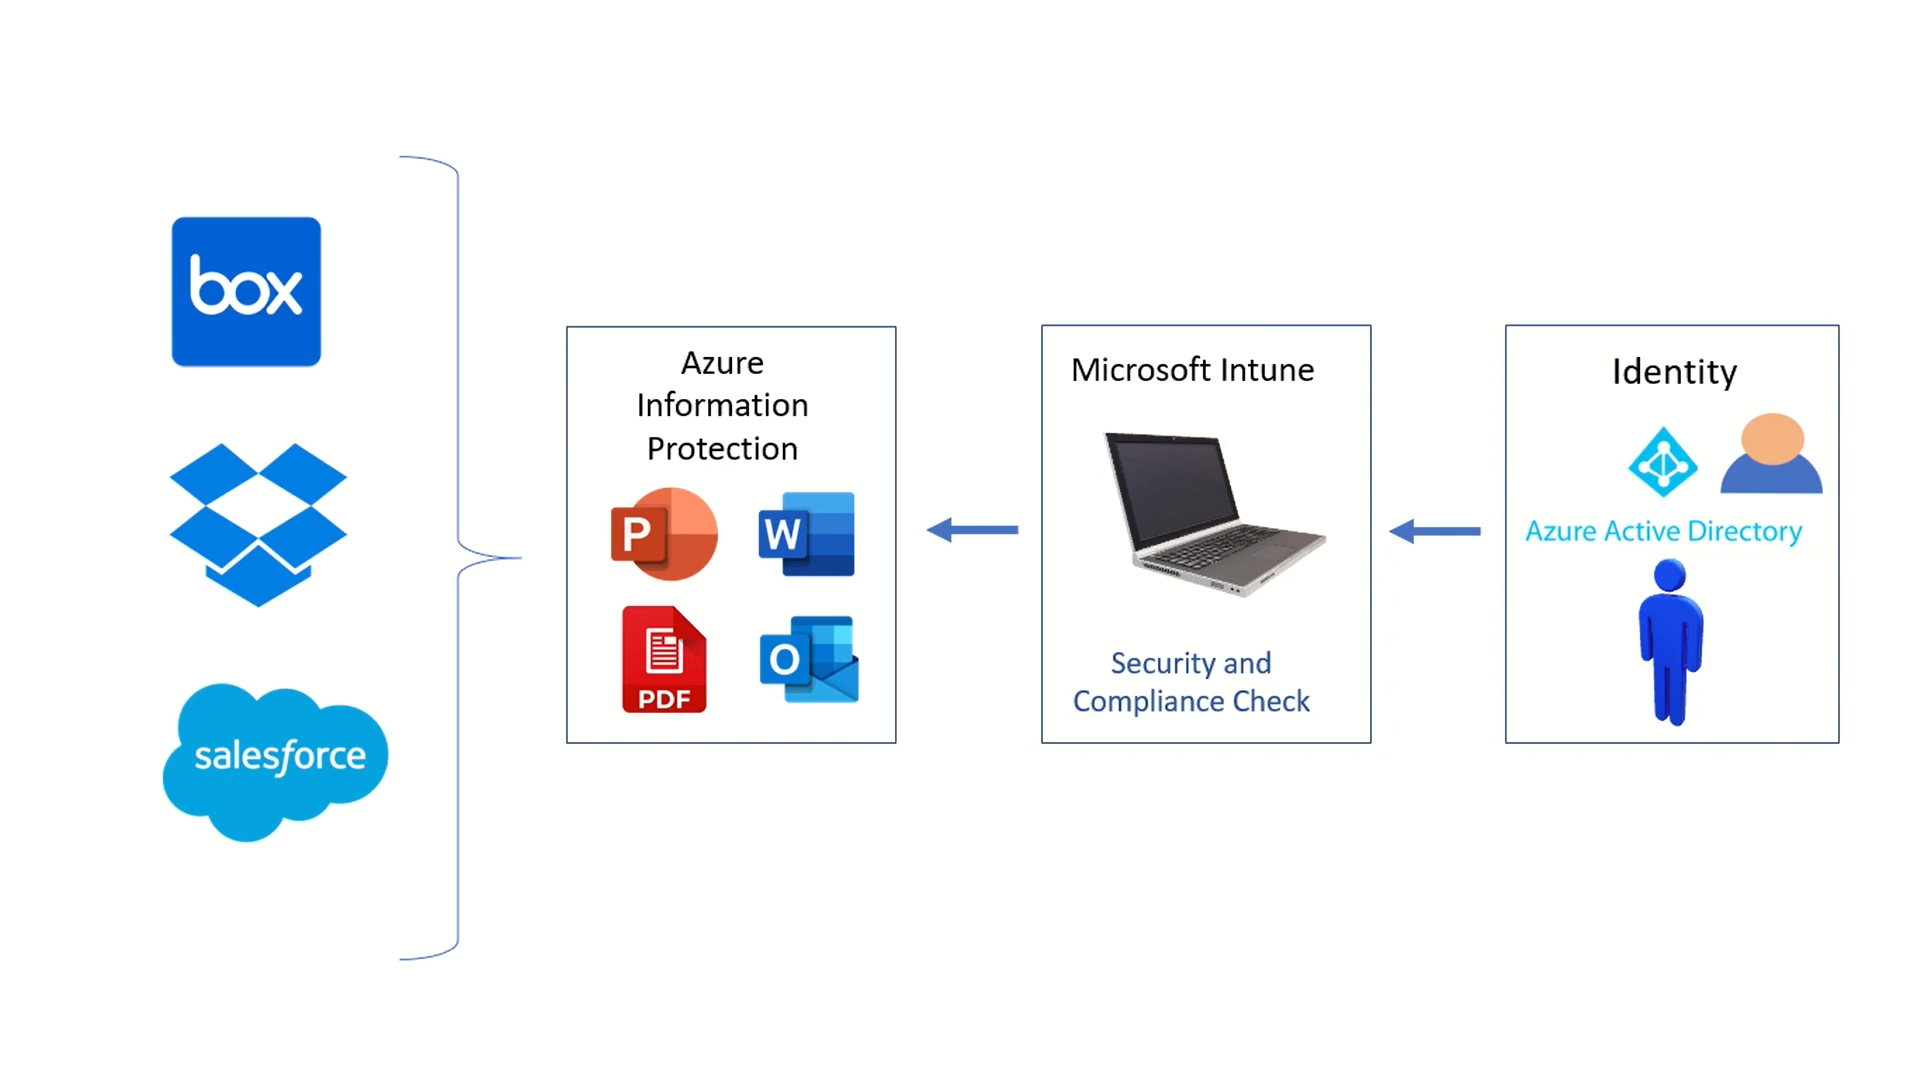 box
salesforce
Azure
Information
Protection
P
W
PDF
O
Microsoft Intune
Security and
Compliance Check
Identity
Azure Active Directory